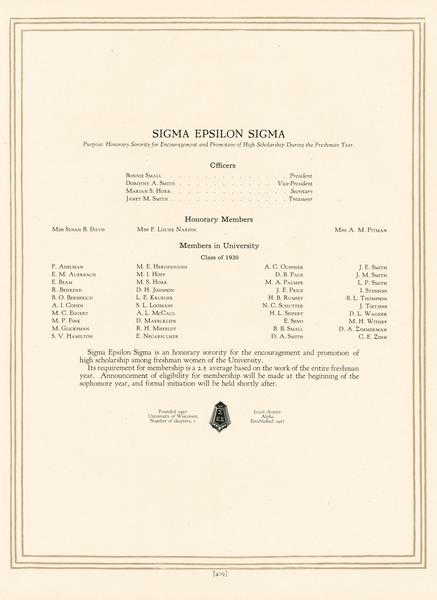 SIGMA EPSILON SIGMA
Purpose: Honorary Sorority for Encouragement and Promotion of High Scholarship During the Freshman Year.
Officers
Bonnie Small . . . . . . . . . . . . President
Dorothy A. Smith . . . . . . . . . . . . Vice-President
Marian S. Horr . . . . . . . . . . . . Secretary
Janet M. Smith . . . . . . . . . . . . Treasurer
Honorary Members
Miss Susan B. Davis Miss F. Louise Nardin Miss A. M. Pitman
Members in University
Class of 1930
F. Adelman M. E. Hergenhahn A. C. Ochsner J. E. Smith
E. M. Auerbach M. I. Hoff D. B. Page J. M. Smith
E. Beam M. S. Horr M. A. Palmer L. P. Smith
R. Behrend D. H. Johnson J. E. Price I. Stebbins
B. O. Berberich L. E. Krueger H. B. Rumsey B. L. Thompson
A. I. Cohen S. L. Loomans N. C. Schutter J. Tietjens
M. C. Eggert A. L. McCaul H. L. Seifert D. L. Wagner
M. P. Fink D. Maercklein E. Seno M. H. Withey
M. Glicksman R. H. Misfeldt B. B. Small D. A. Zimmerman
S. V. Hamilton E. Negarsulmer D. A. Smith C. E. Zinn
Sigma Epsilon Sigma is an honorary sorority for the encouragement and promotion
of high scholarship among freshman women of the University.
Its requirement for membership is a 2.5 average based on the work of the entire freshman
year. Announcement of eligibility for membership will be made at the beginning of the
sophomore year, and formal initiation will be held shortly after.
Founded 1927
University of Wisconsin
Number of chapters, 1
Local chapter
Alpha
Established 1927
[409]